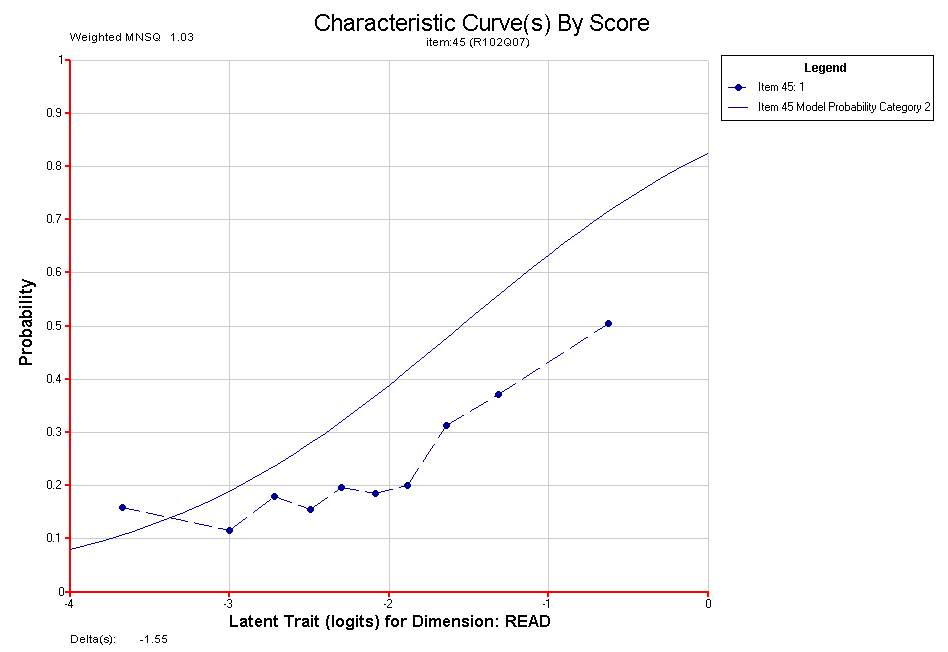 Characteristic Curve(s) By Score
Weighted MNSQ 1.03
item:45 (R102Q07)
Legend
Item 45: 1
Item 45 Model Probability Category 2
1
0.9
0.8
0.7
0.6
0.5
0.4
0.3
0.2
0.1
0
Probability
-4
-3
-2
-1
0
Latent Trait (logits) for Dimension: READ
Delta(s): -1.55